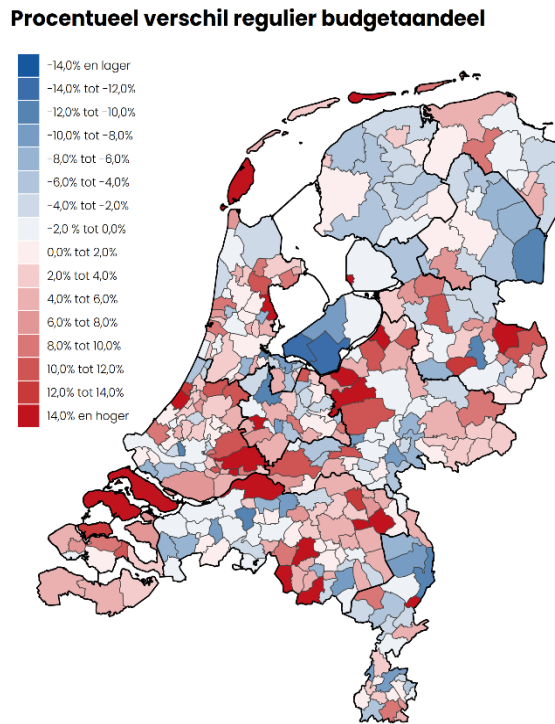 Procentueel verschil regulier budgetaandeel
-14,0% en lager
-14,0% tot -12,0%
-12,0% tot -10,0%
-10,0% tot -8,0%
-8,0% tot -6,0%
-6,0% tot -4,0%
-4,0% tot -2,0%
-2,0 % tot 0,0%
0,0% tot 2,0%
2,0% tot 4,0%
4,0% tot 6,0%
6,0% tot 8,0%
8,0% tot 10,0%
10,0% tot 12,0%
12,0% tot 14,0%
14,0% en hoger